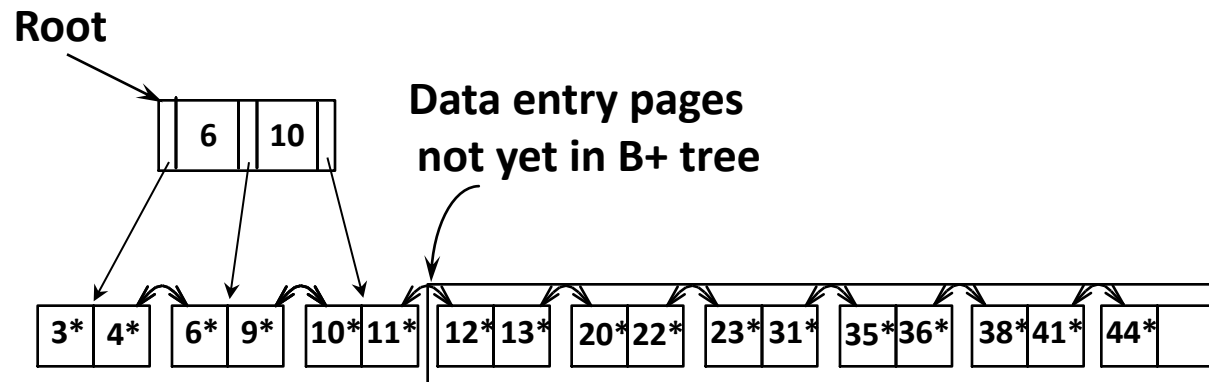 Root
Data entry pages
not yet in B+ tree
6 10
3* 4* 6* 9* 10* 11* 12* 13* 20* 22* 23* 31* 35* 36* 38* 41* 44*